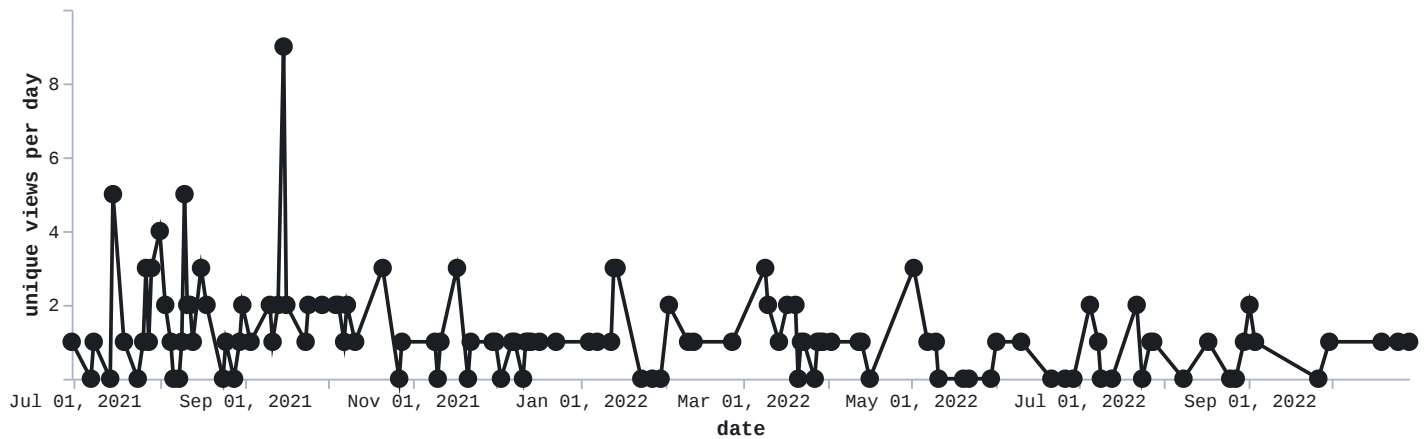 unique views per day
8
6
4
2
Jul 01, 2021 Sep 01, 2021 Nov 01, 2021 Jan 01, 2022 Mar 01, 2022 May 01, 2022 Jul 01, 2022 Sep 01, 2022
date